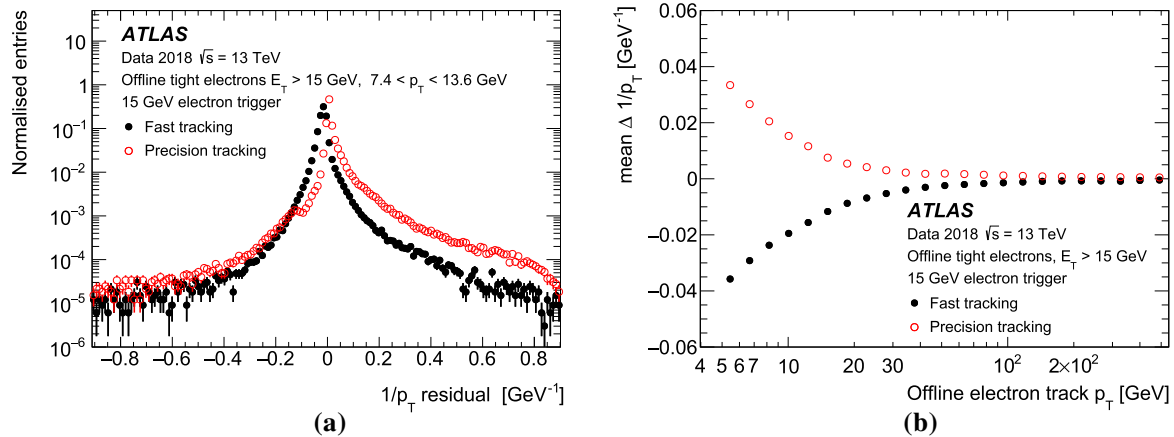 Normalised entries
10
1
10⁻¹
10⁻²
10⁻³
10⁻⁴
10⁻⁵
10⁻⁶
ATLAS
Data 2018 √s = 13 TeV
Offline tight electrons E_T > 15 GeV, 7.4 < p_T < 13.6 GeV
15 GeV electron trigger
Fast tracking
Precision tracking
−0.8 −0.6 −0.4 −0.2 0 0.2 0.4 0.6 0.8
1/p_T residual [GeV⁻¹]
(a)
mean Δ 1/p_T [GeV⁻¹]
0.06
0.04
0.02
0
−0.02
−0.04
−0.06
ATLAS
Data 2018 √s = 13 TeV
Offline tight electrons, E_T > 15 GeV
15 GeV electron trigger
Fast tracking
Precision tracking
4 5 6 7 10 20 30 10² 2×10²
Offline electron track p_T [GeV]
(b)